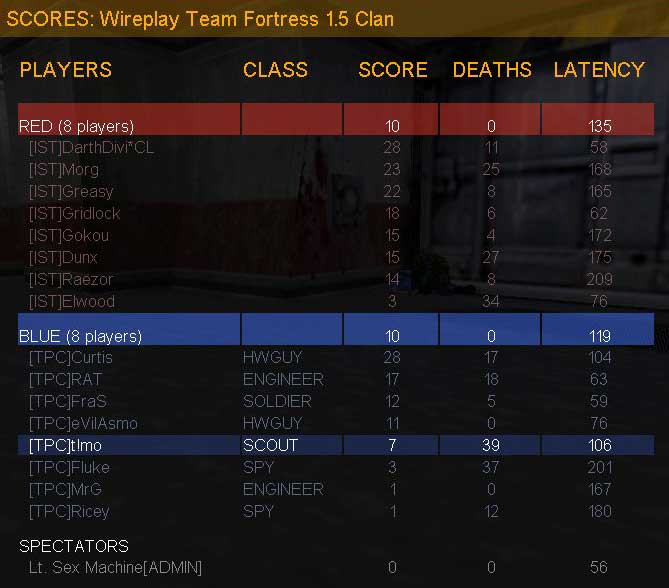 SCORES: Wireplay Team Fortress 1.5 Clan
PLAYERS CLASS SCORE DEATHS LATENCY
RED (8 players) 10 0 135
[IST]DarthDivi*CL 28 11 58
[IST]Morg 23 25 168
[IST]Greasy 22 8 165
[IST]Gridlock 18 6 62
[IST]Gokou 15 4 172
[IST]Dunx 15 27 175
[IST]Raezor 14 8 209
[IST]Elwood 3 34 76
BLUE (8 players) 10 0 119
[TPC]Curtis HWGUY 28 17 104
[TPC]RAT ENGINEER 17 18 63
[TPC]FraS SOLDIER 12 5 59
[TPC]eVilAsmo HWGUY 11 0 76
[TPC]tImo SCOUT 7 39 106
[TPC]Fluke SPY 3 37 201
[TPC]MrG ENGINEER 1 0 167
[TPC]Ricey SPY 1 12 180
SPECTATORS
Lt. Sex Machine[ADMIN] 0 0 56